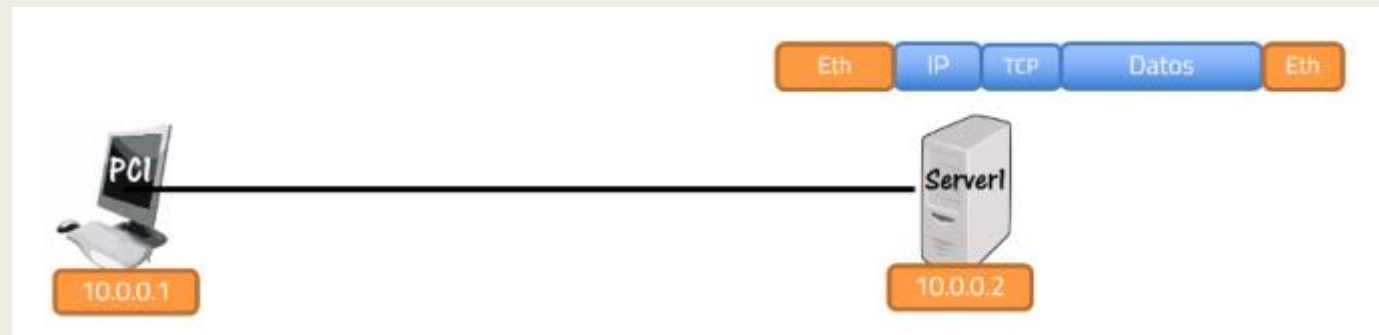 Eth IP TCP Datos Eth
PC1
Server1
10.0.0.1
10.0.0.2